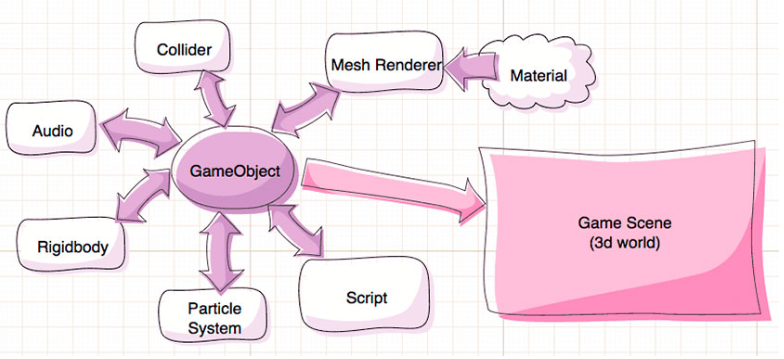 Collider
Mesh Renderer
Material
Audio
GameObject
Game Scene
(3d world)
Rigidbody
Particle
System
Script